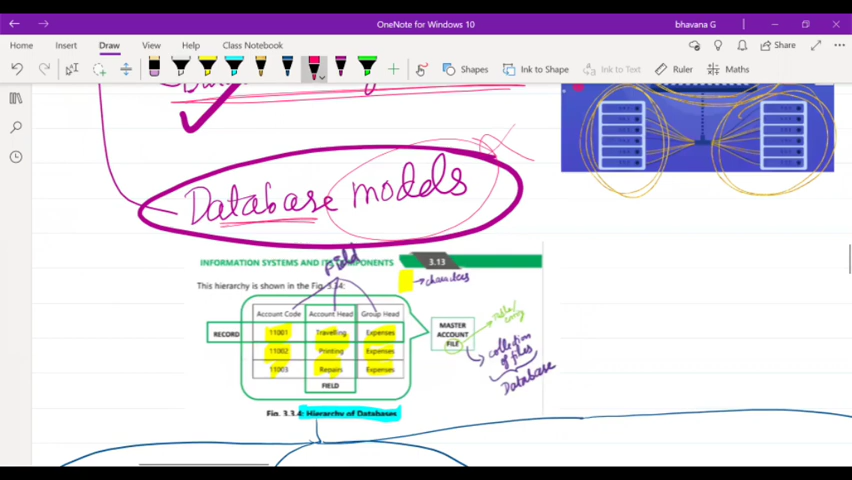 OneNote for Windows 10
bhavana G
Home Insert Draw View Help Class Notebook
Share
Shapes Ink to Shape Ink to Text Ruler Maths
Database models
INFORMATION SYSTEMS AND ITS COMPONENTS 3.13
Field
characters
This hierarchy is shown in the Fig. 3.3.4:
Account Code Account Head Group Head
RECORD 11001 Travelling Expenses
11002 Printing Expenses
11003 Repairs Expenses
FIELD
MASTER
ACCOUNT
FILE
collection
of files
Database
Fig. 3.3.4: Hierarchy of Databases